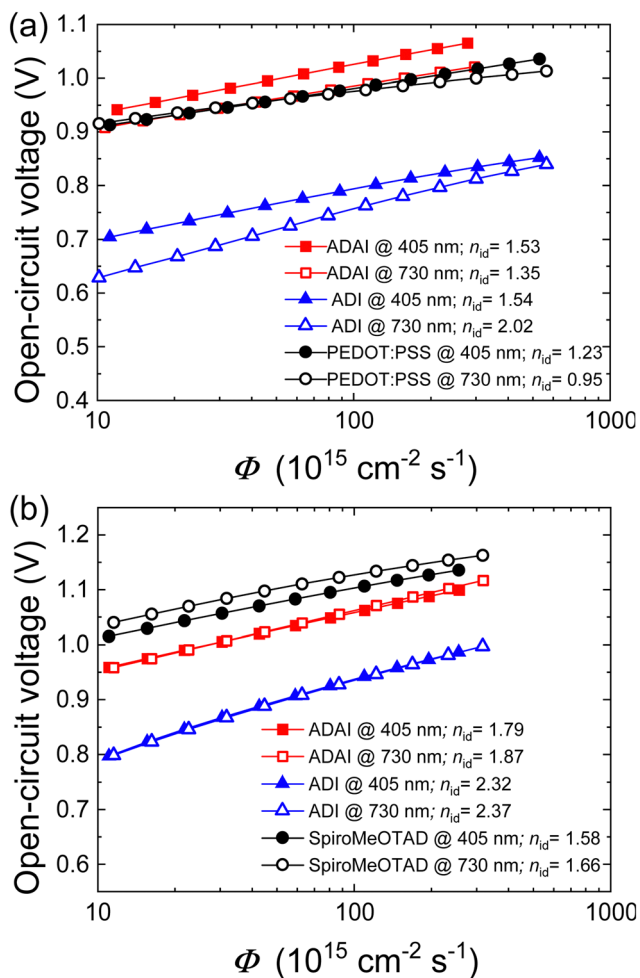 (a)
1.1
1.0
0.9
0.8
0.7
0.6
0.5
0.4
Open-circuit voltage (V)
ADAI @ 405 nm; nid= 1.53
ADAI @ 730 nm; nid= 1.35
ADI @ 405 nm; nid= 1.54
ADI @ 730 nm; nid= 2.02
PEDOT:PSS @ 405 nm; nid= 1.23
PEDOT:PSS @ 730 nm; nid= 0.95
10 100 1000
Φ (10¹⁵ cm⁻² s⁻¹)
(b)
1.2
1.1
1.0
0.9
0.8
0.7
0.6
Open-circuit voltage (V)
ADAI @ 405 nm; nid= 1.79
ADAI @ 730 nm; nid= 1.87
ADI @ 405 nm; nid= 2.32
ADI @ 730 nm; nid= 2.37
SpiroMeOTAD @ 405 nm; nid= 1.58
SpiroMeOTAD @ 730 nm; nid= 1.66
10 100 1000
Φ (10¹⁵ cm⁻² s⁻¹)